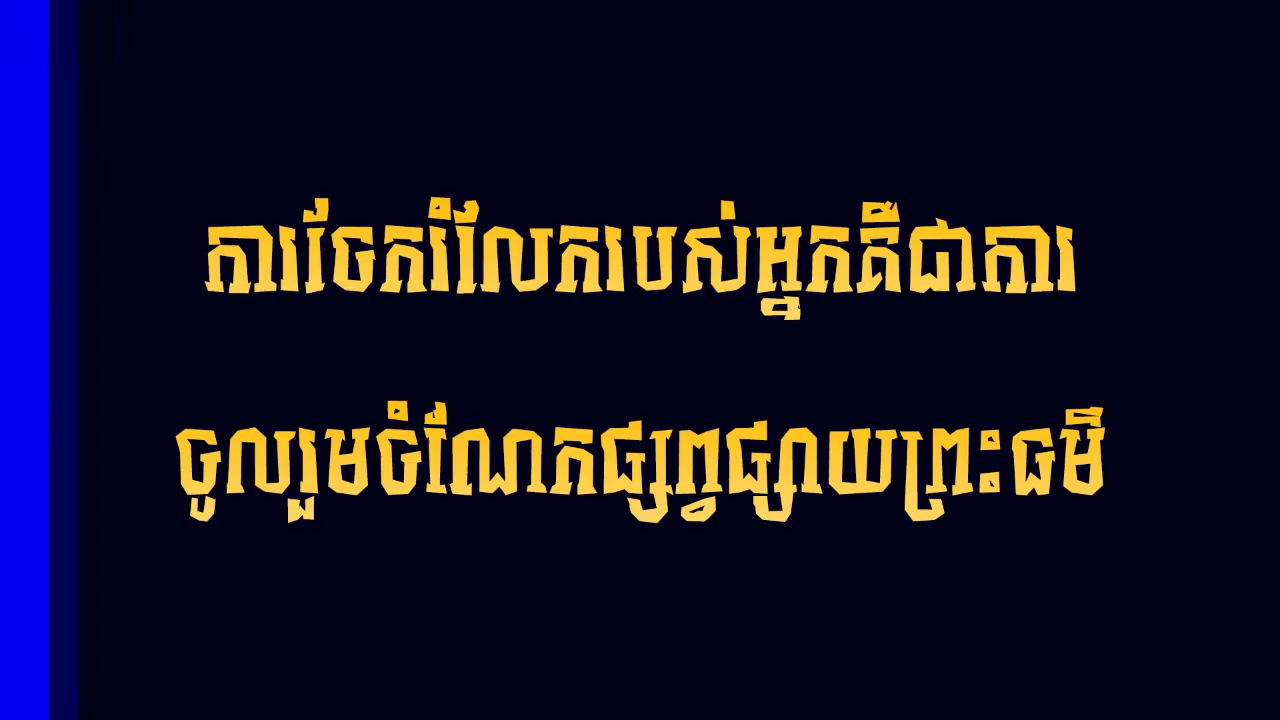 ការចែករំលែករបស់អ្នកគឺជាការ
ចូលរួមចំណែកផ្សព្វផ្សាយព្រះធម៌